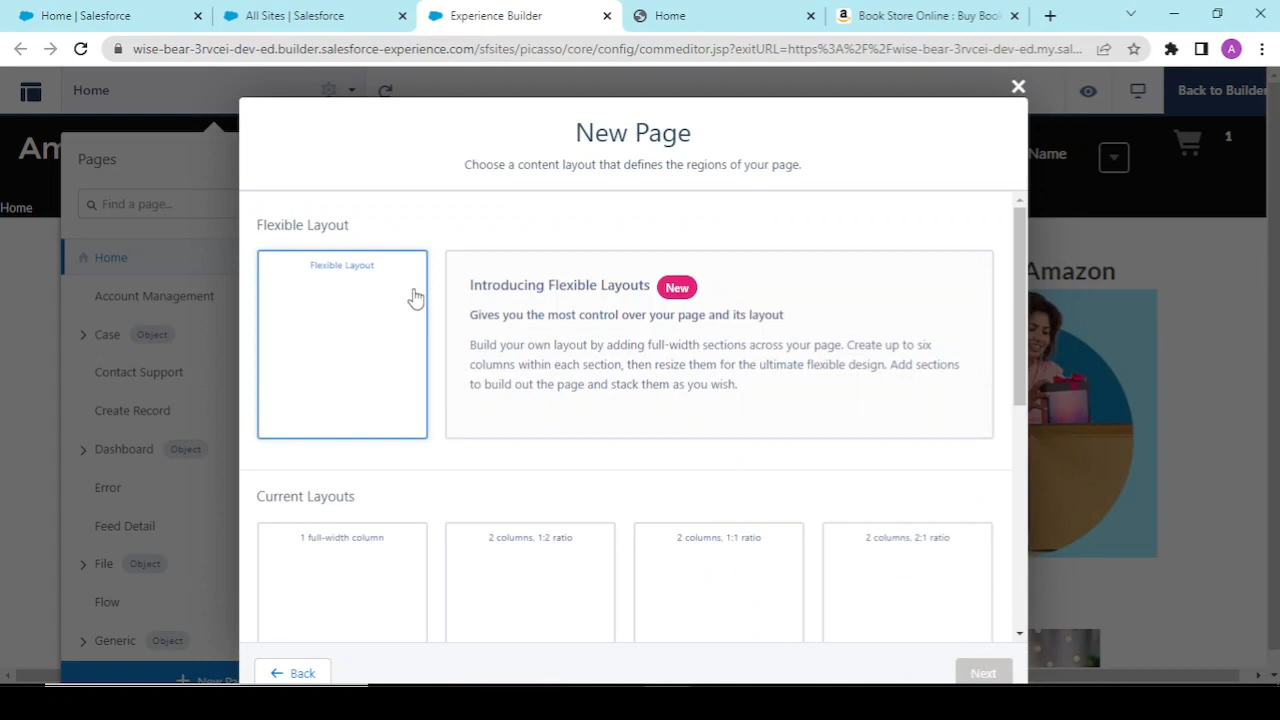 Home | Salesforce
All Sites | Salesforce
Experience Builder
Home
Book Store Online : Buy Book
wise-bear-3rvcei-dev-ed.builder.salesforce-experience.com/sfsites/picasso/core/config/commeditor.jsp?exitURL=https%3A%2F%2Fwise-bear-3rvcei-dev-ed.my.sal...
A
Home
Back to Builder
Am
Name
1
Home
Pages
Find a page...
Home
Account Management
Case Object
Contact Support
Create Record
Dashboard Object
Error
Feed Detail
File Object
Flow
Generic Object
New Pa
Amazon
New Page
Choose a content layout that defines the regions of your page.
Flexible Layout
Flexible Layout
Introducing Flexible Layouts New
Gives you the most control over your page and its layout
Build your own layout by adding full-width sections across your page. Create up to six
columns within each section, then resize them for the ultimate flexible design. Add sections
to build out the page and stack them as you wish.
Current Layouts
1 full-width column
2 columns, 1:2 ratio
2 columns, 1:1 ratio
2 columns, 2:1 ratio
Back
Next